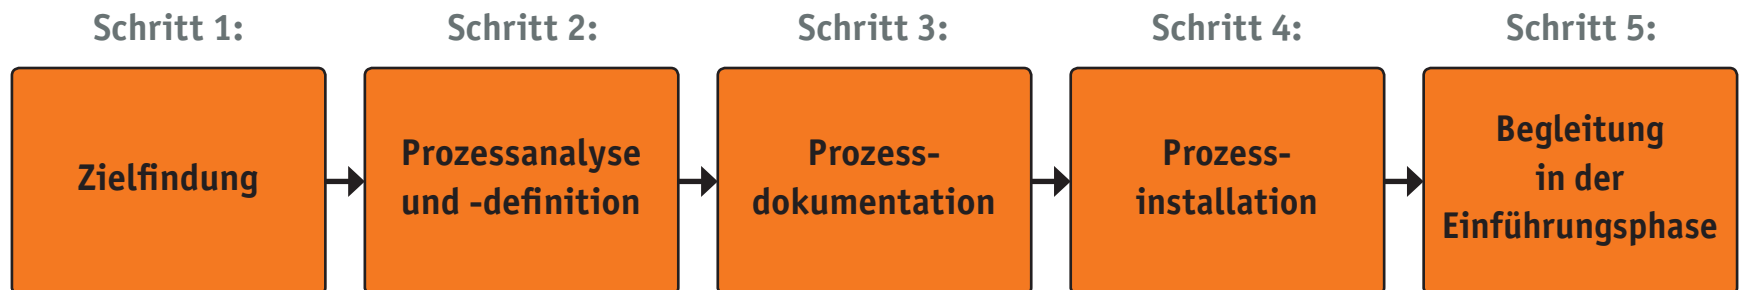 Schritt 1:
Schritt 2:
Schritt 3:
Schritt 4:
Schritt 5:
Zielfindung
Prozessanalyse
und -definition
Prozess-
dokumentation
Prozess-
installation
Begleitung
in der
Einführungsphase